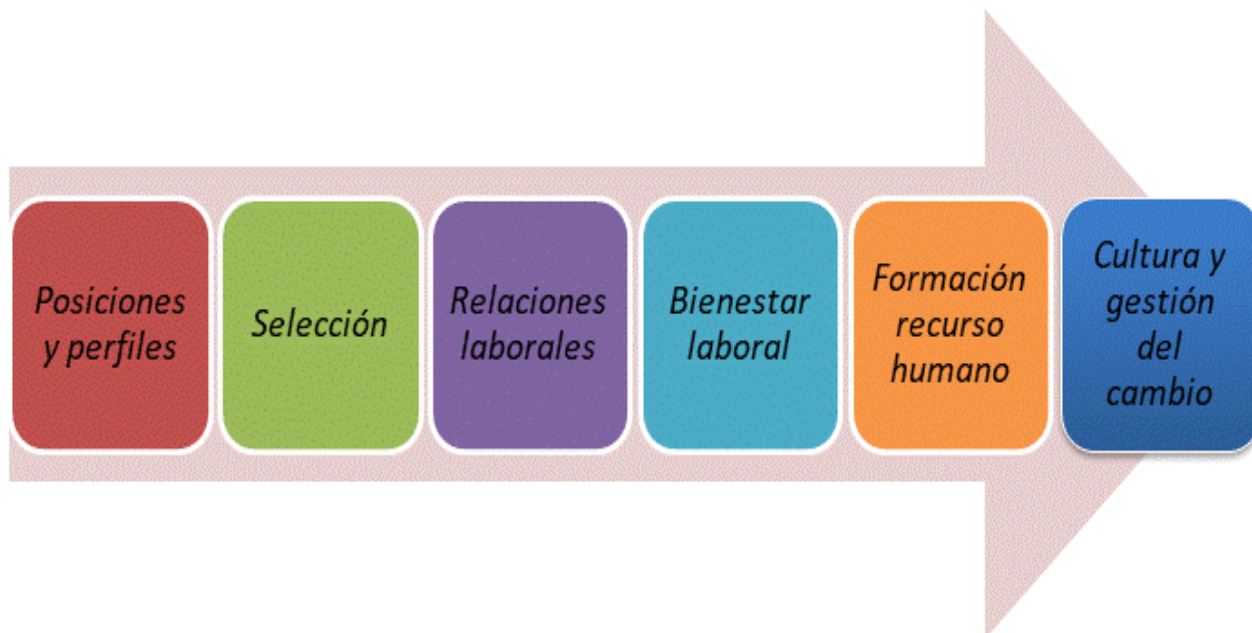 Posiciones
y perfiles
Selección
Relaciones
laborales
Bienestar
laboral
Formación
recurso
humano
Cultura y
gestión
del
cambio